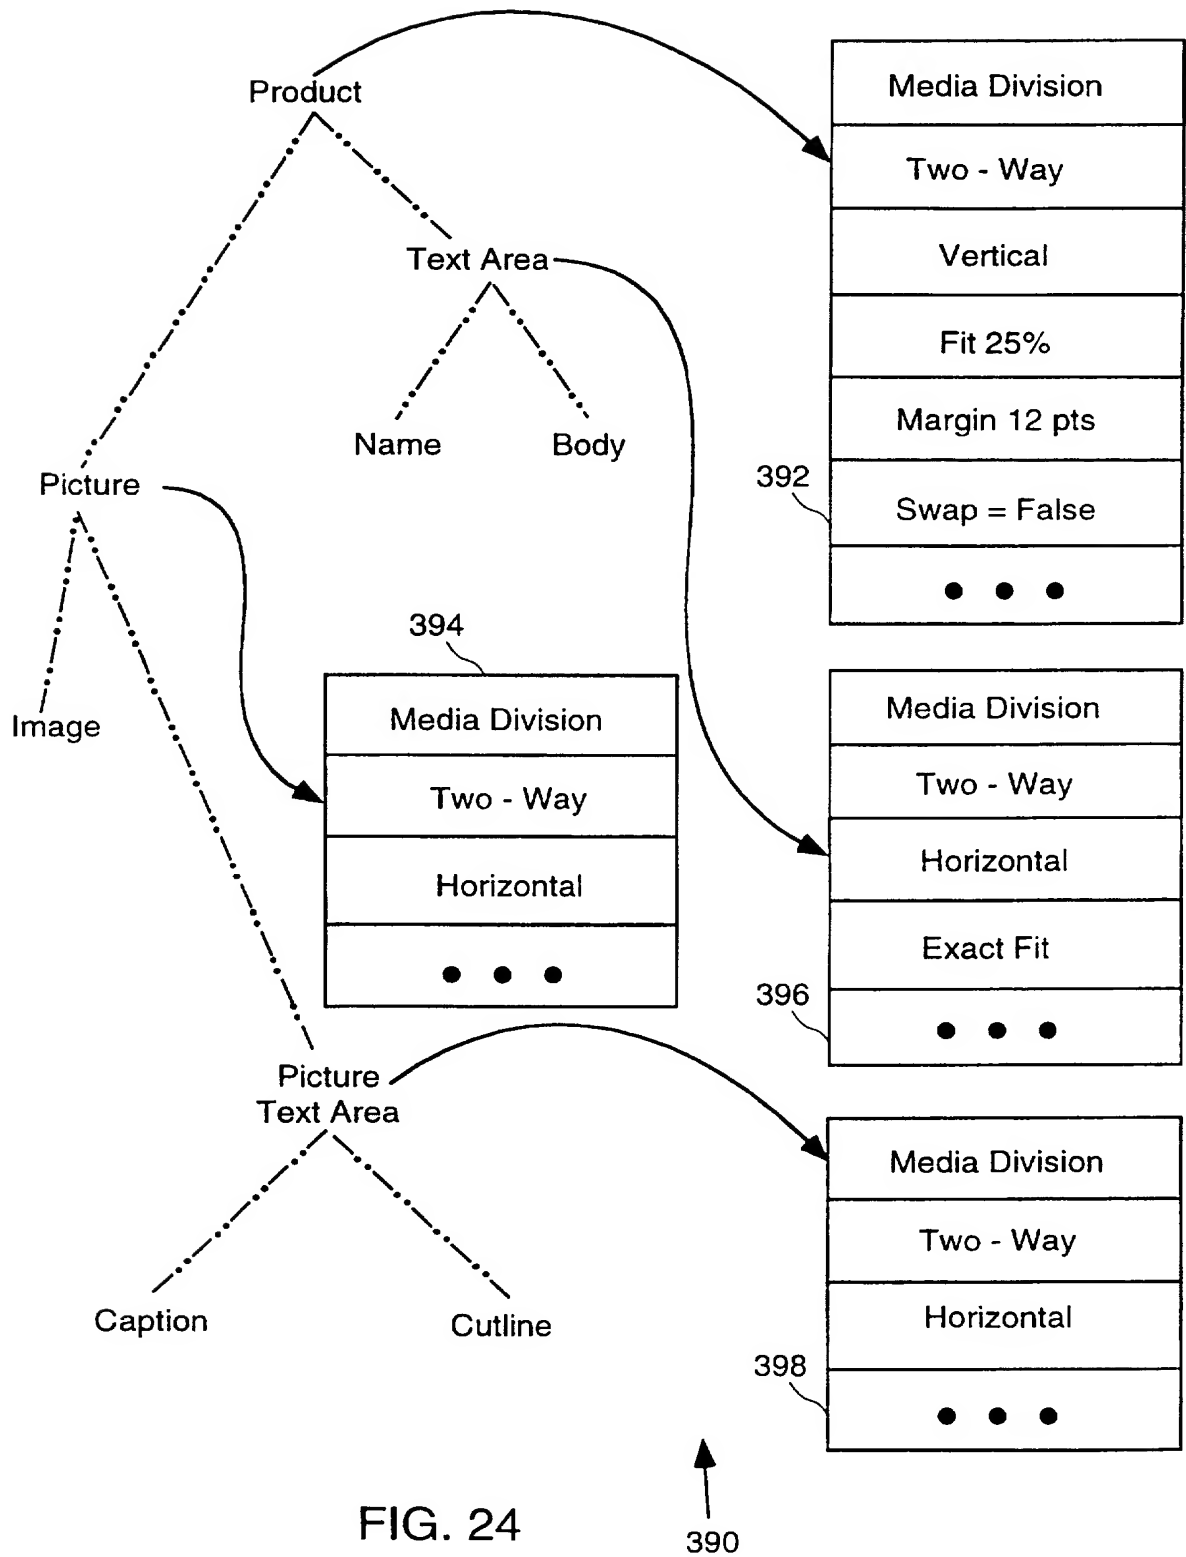 Product
Text Area
Name
Body
Picture
Image
Picture
Text Area
Caption
Cutline
392
Media Division
Two - Way
Vertical
Fit 25%
Margin 12 pts
Swap = False
394
Media Division
Two - Way
Horizontal
396
Media Division
Two - Way
Horizontal
Exact Fit
398
Media Division
Two - Way
Horizontal
390
FIG. 24